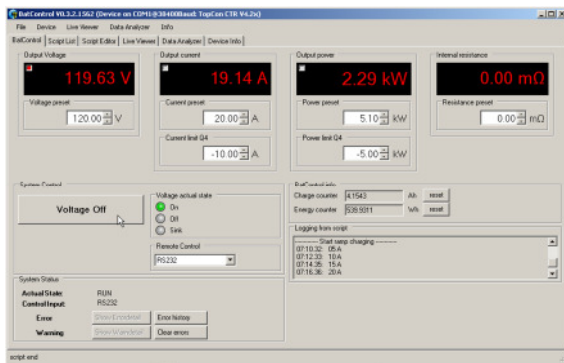 BatControl V0.3.2.1562 (Device on COM1@38400Baud: TopCon CTR V4.2x)
File Device Live Viewer Data Analyzer Info
BatControl Script List Script Editor Live Viewer Data Analyzer Device Info
Output Voltage Output current Output power Internal resistance
119.63 V 19.14 A 2.29 kW 0.00 mΩ
Voltage preset Current preset Power preset Resistance preset
120.00 V 20.00 A 5.10 kW 0.00 mΩ
Current limit Q4 Power limit Q4
-10.00 A -5.00 kW
System Control
Voltage Off
Voltage actual state
On
Off
Sink
Remote Control
RS232
BatControl info
Charge counter 4.1543 Ah reset
Energy counter 539.9311 Wh reset
Logging from script
---------- Start ramp charging ----------
07:10:32: 05 A
07:12:33: 10 A
07:14:35: 15 A
07:16:36: 20 A
System Status
Actual State: RUN
Control Input: RS232
Error Show Errordetail Error history
Warning Show Warndetail Clear errors
script end